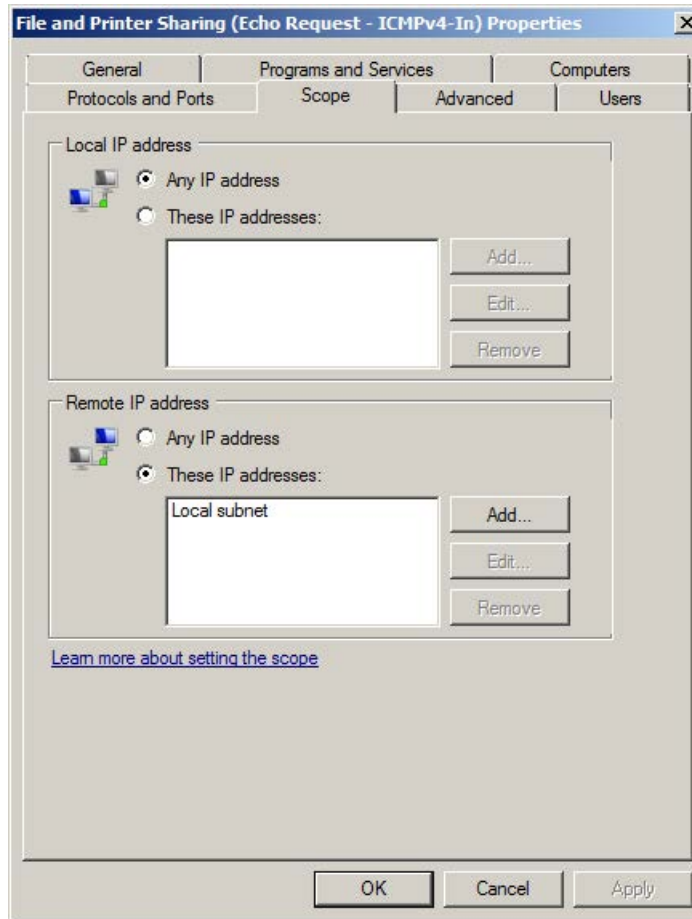 File and Printer Sharing (Echo Request - ICMPv4-In) Properties
General
Programs and Services
Computers
Protocols and Ports
Scope
Advanced
Users
Local IP address
Any IP address
These IP addresses:
Add...
Edit...
Remove
Remote IP address
Any IP address
These IP addresses:
Local subnet
Add...
Edit...
Remove
Learn more about setting the scope
OK
Cancel
Apply